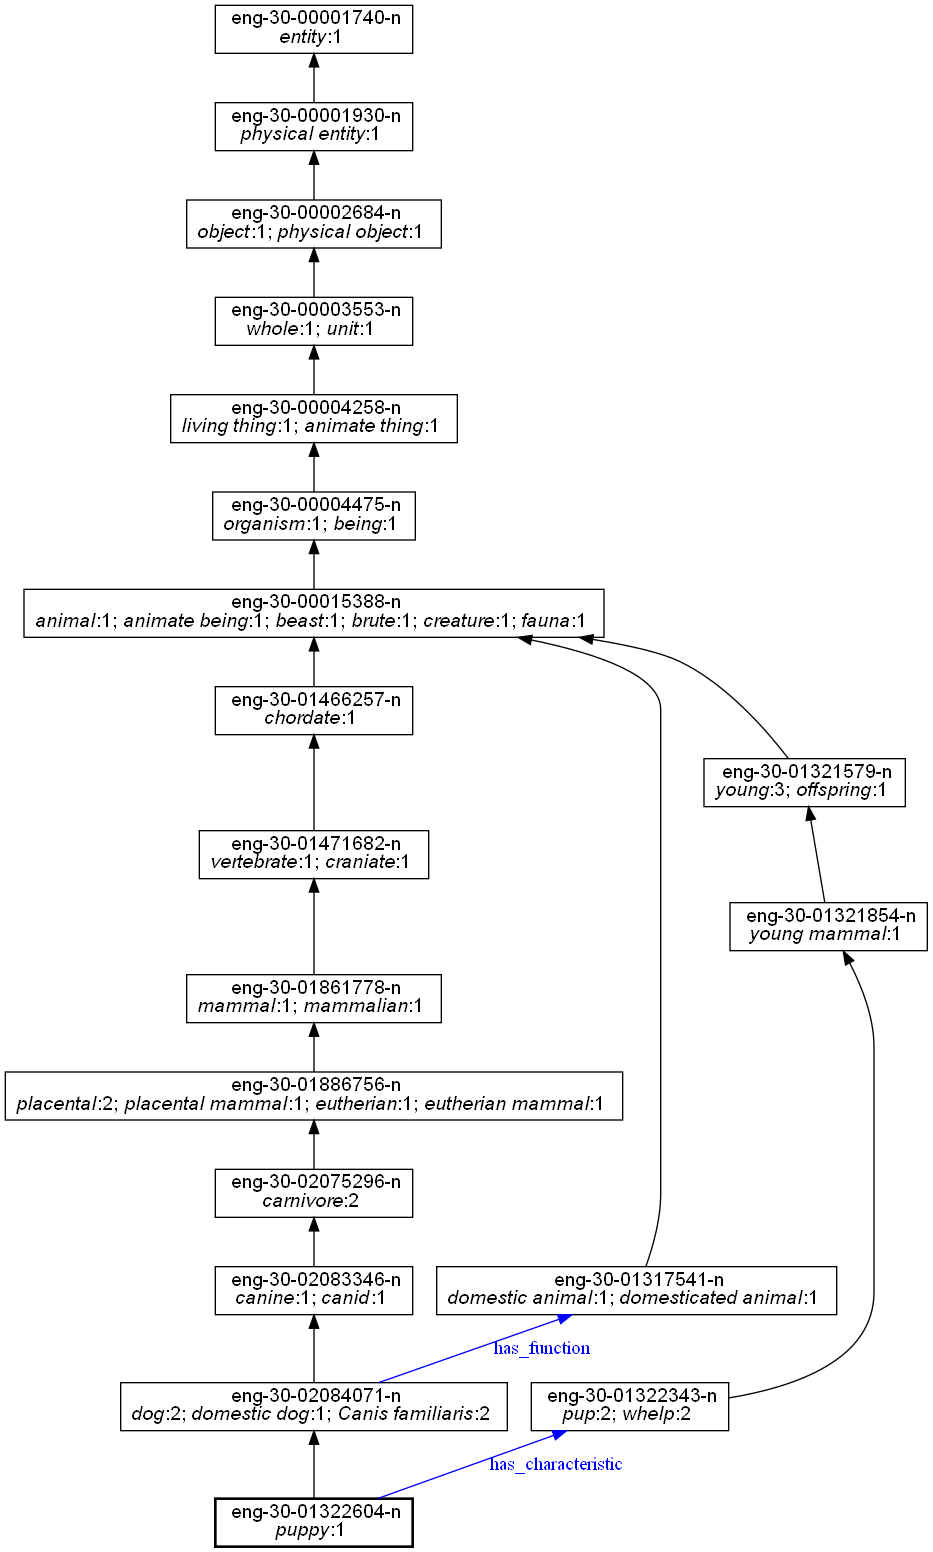 eng-30-00001740-n
entity:1
eng-30-00001930-n
physical entity:1
eng-30-00002684-n
object:1; physical object:1
eng-30-00003553-n
whole:1; unit:1
eng-30-00004258-n
living thing:1; animate thing:1
eng-30-00004475-n
organism:1; being:1
eng-30-00015388-n
animal:1; animate being:1; beast:1; brute:1; creature:1; fauna:1
eng-30-01466257-n
chordate:1
eng-30-01321579-n
young:3; offspring:1
eng-30-01471682-n
vertebrate:1; craniate:1
eng-30-01321854-n
young mammal:1
eng-30-01861778-n
mammal:1; mammalian:1
eng-30-01886756-n
placental:2; placental mammal:1; eutherian:1; eutherian mammal:1
eng-30-02075296-n
carnivore:2
eng-30-02083346-n
canine:1; canid:1
eng-30-01317541-n
domestic animal:1; domesticated animal:1
has_function
eng-30-02084071-n
dog:2; domestic dog:1; Canis familiaris:2
eng-30-01322343-n
pup:2; whelp:2
has_characteristic
eng-30-01322604-n
puppy:1